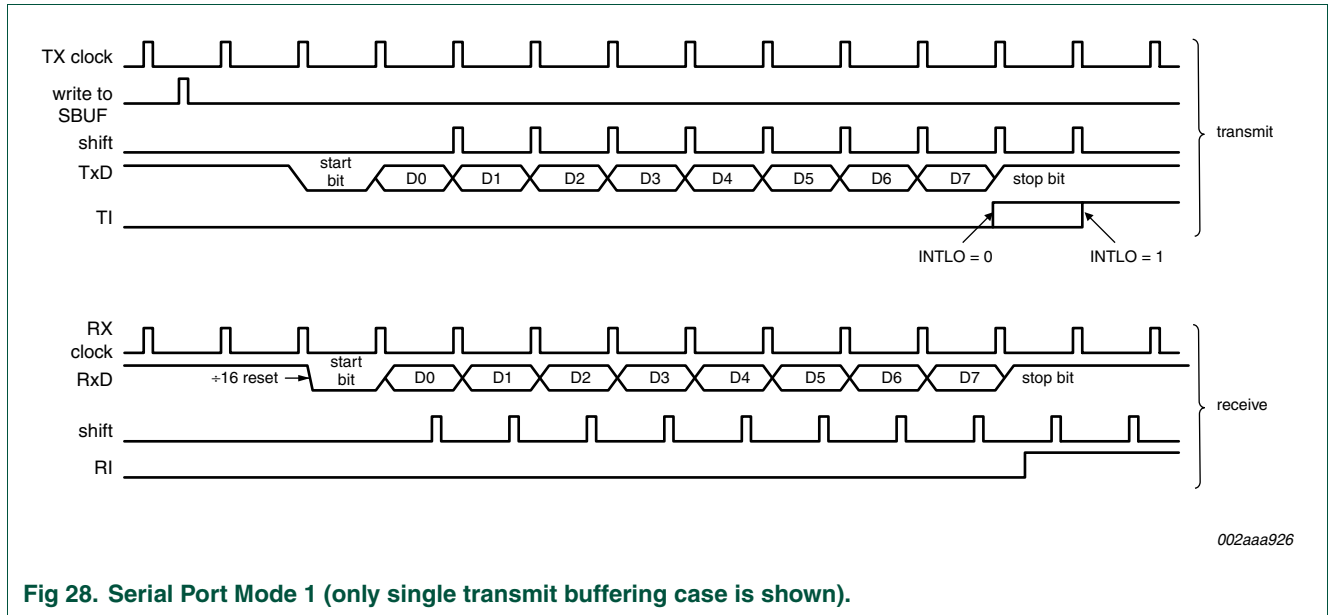 TX clock
write to
SBUF
shift
TxD
start
bit
D0
D1
D2
D3
D4
D5
D6
D7
stop bit
TI
INTLO = 0
INTLO = 1
transmit
RX
clock
RxD
÷16 reset
start
bit
D0
D1
D2
D3
D4
D5
D6
D7
stop bit
shift
RI
receive
002aaa926
Fig 28. Serial Port Mode 1 (only single transmit buffering case is shown).